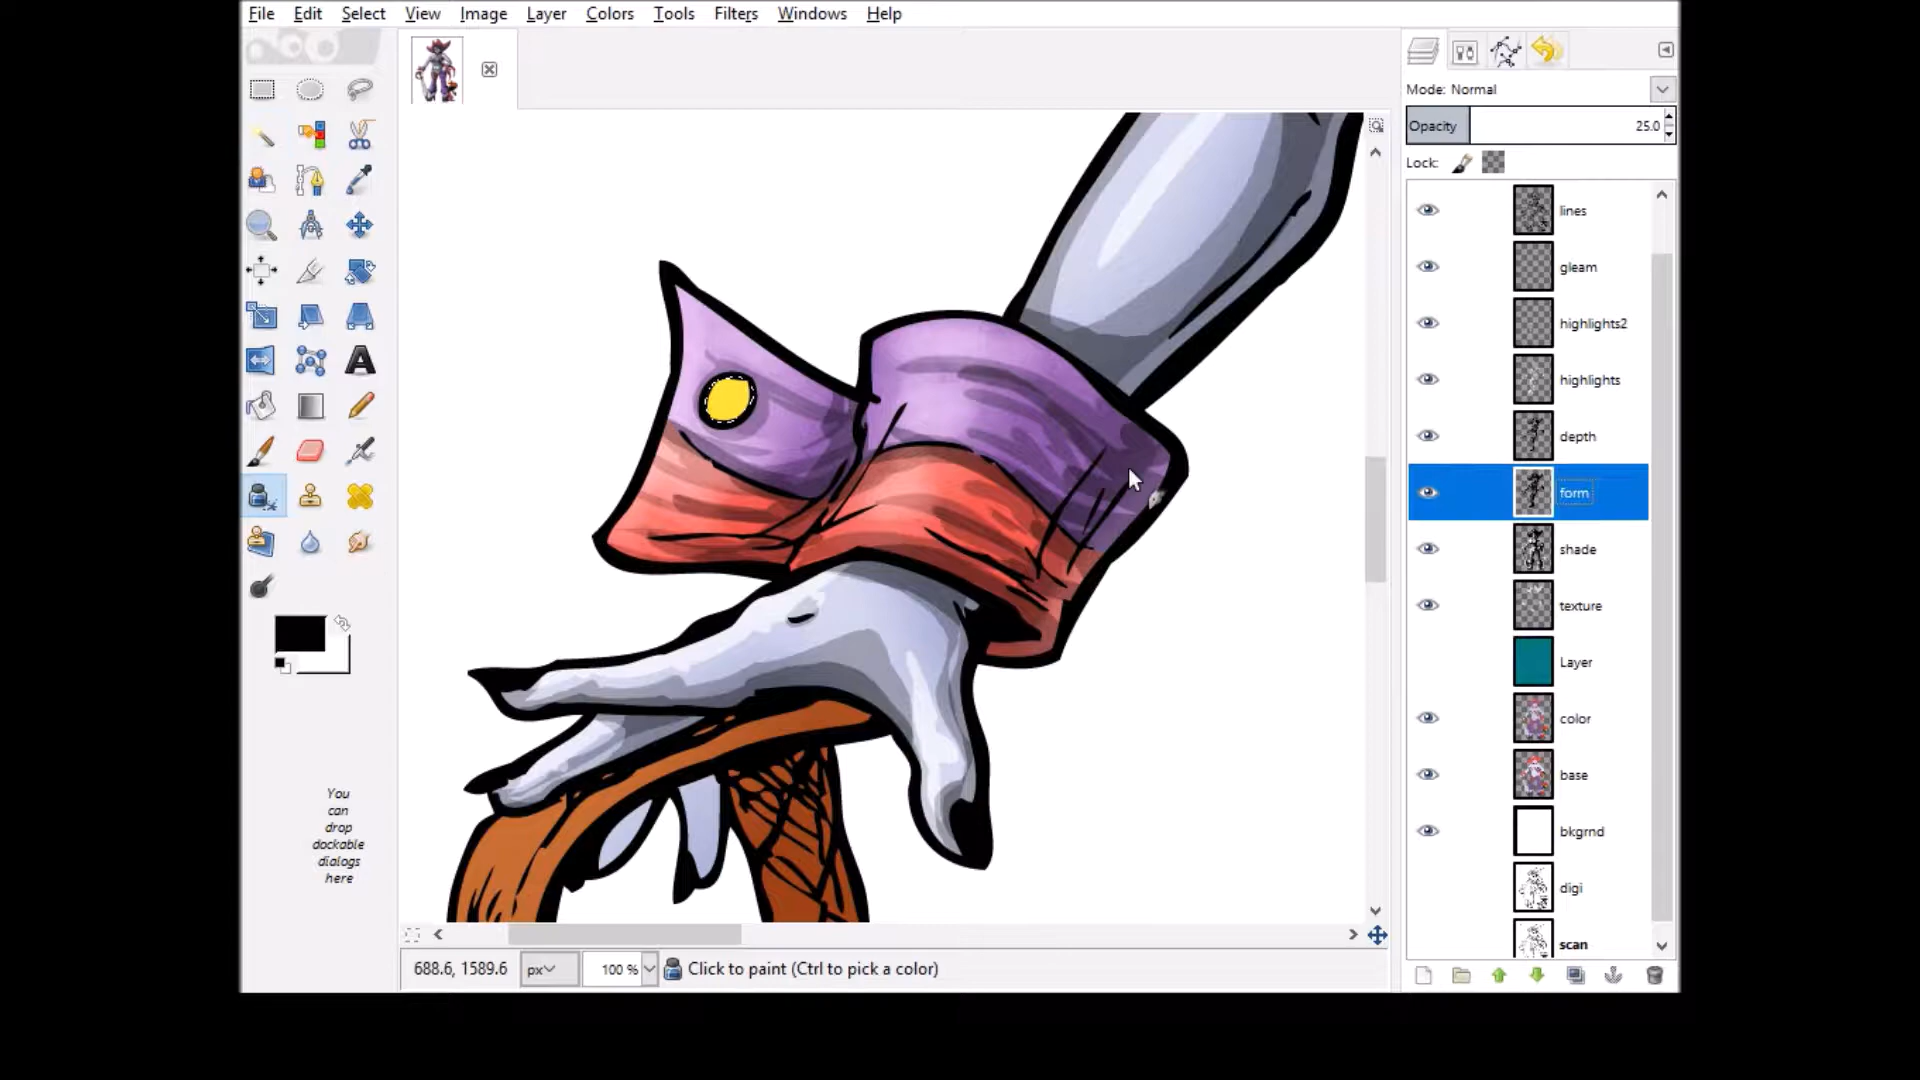 File Edit Select View Image Layer Colors Tools Filters Windows Help
Mode: Normal
Opacity 25.0
Lock:
lines
gleam
highlights2
highlights
depth
form
shade
texture
Layer
color
base
bkgrnd
digi
scan
A
You
can
drop
dockable
dialogs
here
688.6, 1589.6 px 100 % Click to paint (Ctrl to pick a color)